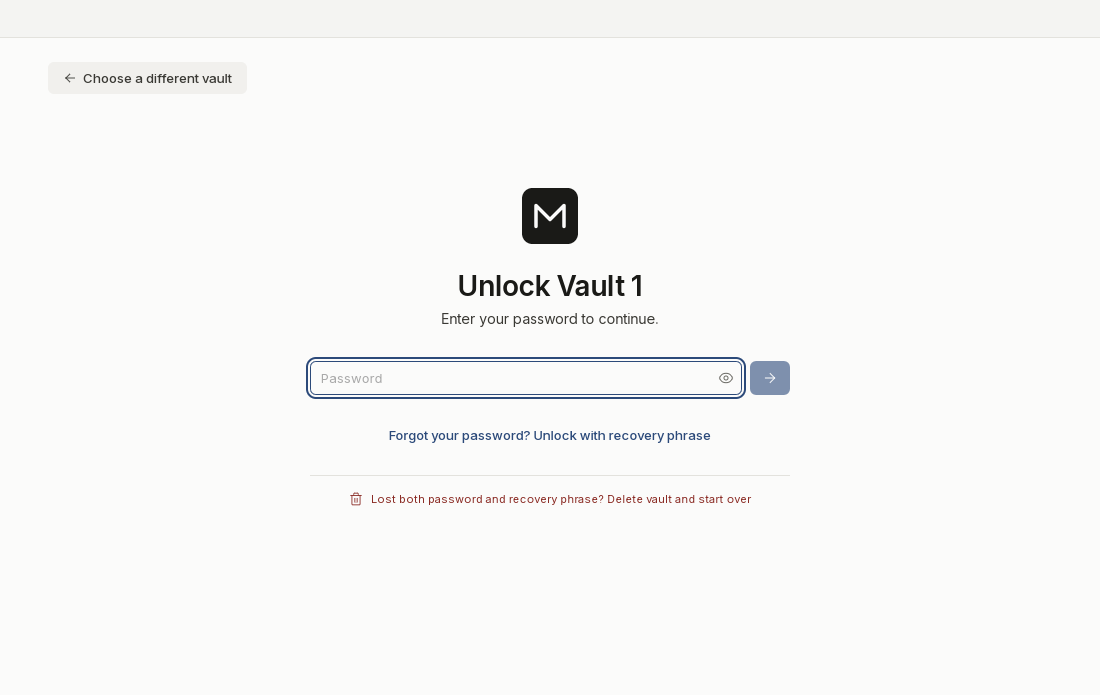 Choose a different vault
M
Unlock Vault 1
Enter your password to continue.
Password
Forgot your password? Unlock with recovery phrase
Lost both password and recovery phrase? Delete vault and start over